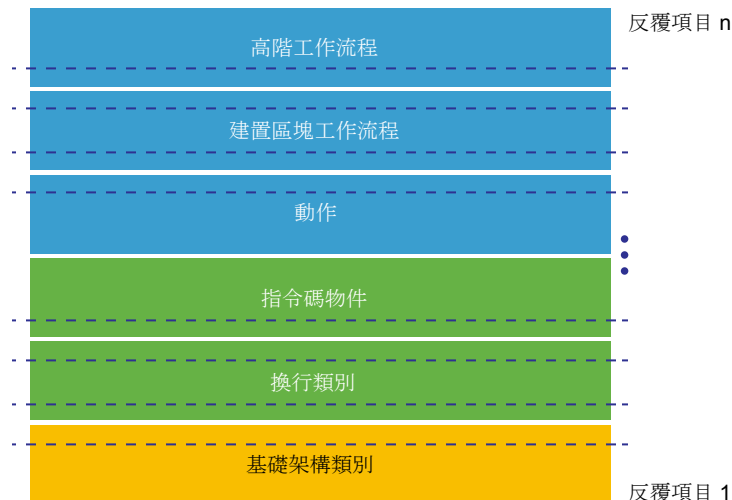 反覆項目 n
高階工作流程
建置區塊工作流程
動作
指令碼物件
換行類別
基礎架構類別
反覆項目 1